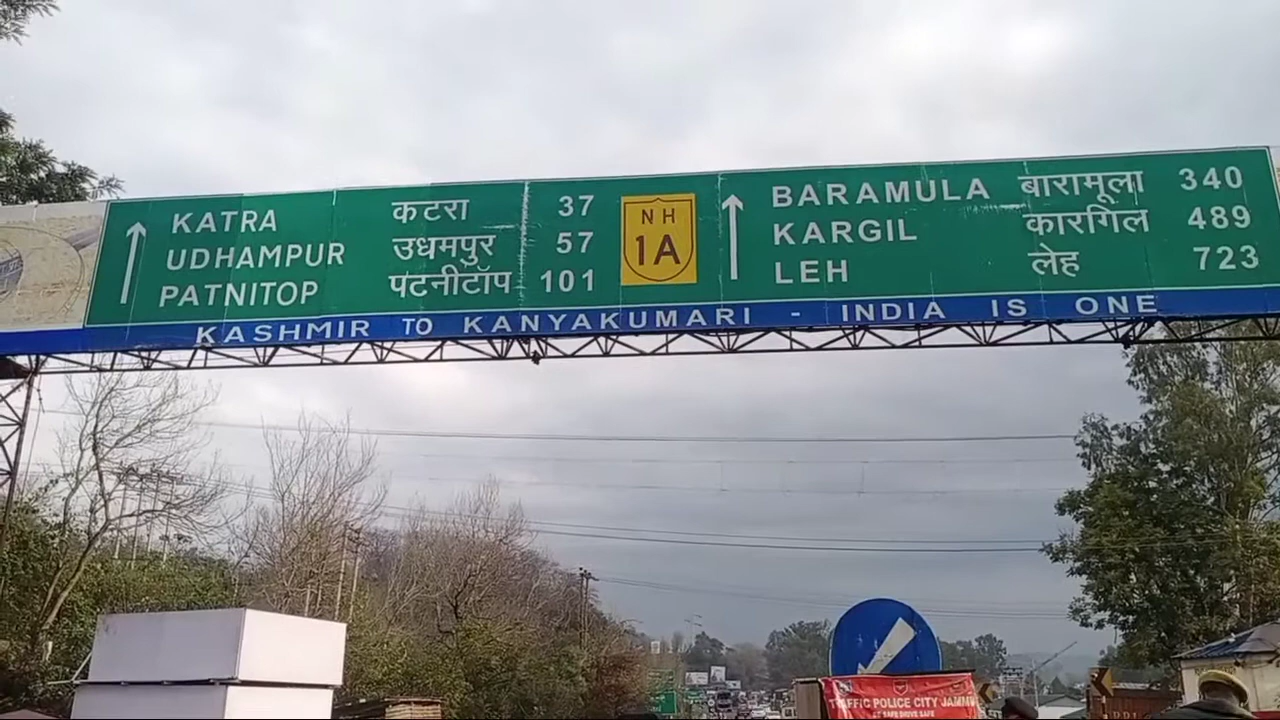 KATRA कटरा 37
UDHAMPUR उधमपुर 57
PATNITOP पटनीटॉप 101
NH
1A
BARAMULA बारामूला 340
KARGIL कारगिल 489
LEH लेह 723
KASHMIR TO KANYAKUMARI - INDIA IS ONE
TRAFFIC POLICE CITY JAMMU